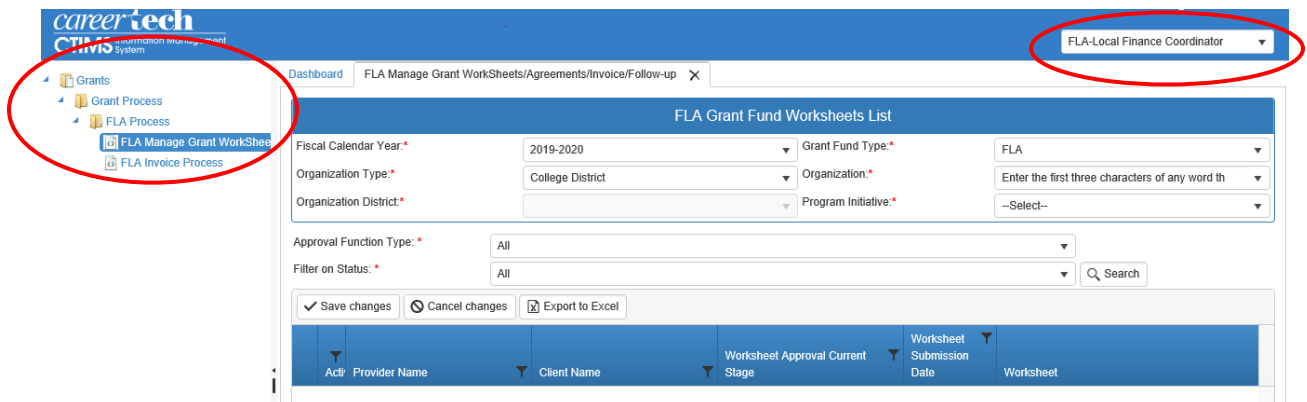 careertech
CTIMS Information Management System
FLA-Local Finance Coordinator
Grants
Grant Process
FLA Process
FLA Manage Grant WorkShee
FLA Invoice Process
Dashboard FLA Manage Grant WorkSheets/Agreements/Invoice/Follow-up
FLA Grant Fund Worksheets List
Fiscal Calendar Year:* 2019-2020 Grant Fund Type:* FLA
Organization Type:* College District Organization:* Enter the first three characters of any word th
Organization District:* Program Initiative:* --Select--
Approval Function Type: * All
Filter on Status: * All Search
Save changes Cancel changes Export to Excel
Acti Provider Name Client Name Worksheet Approval Current Stage Worksheet Submission Date Worksheet